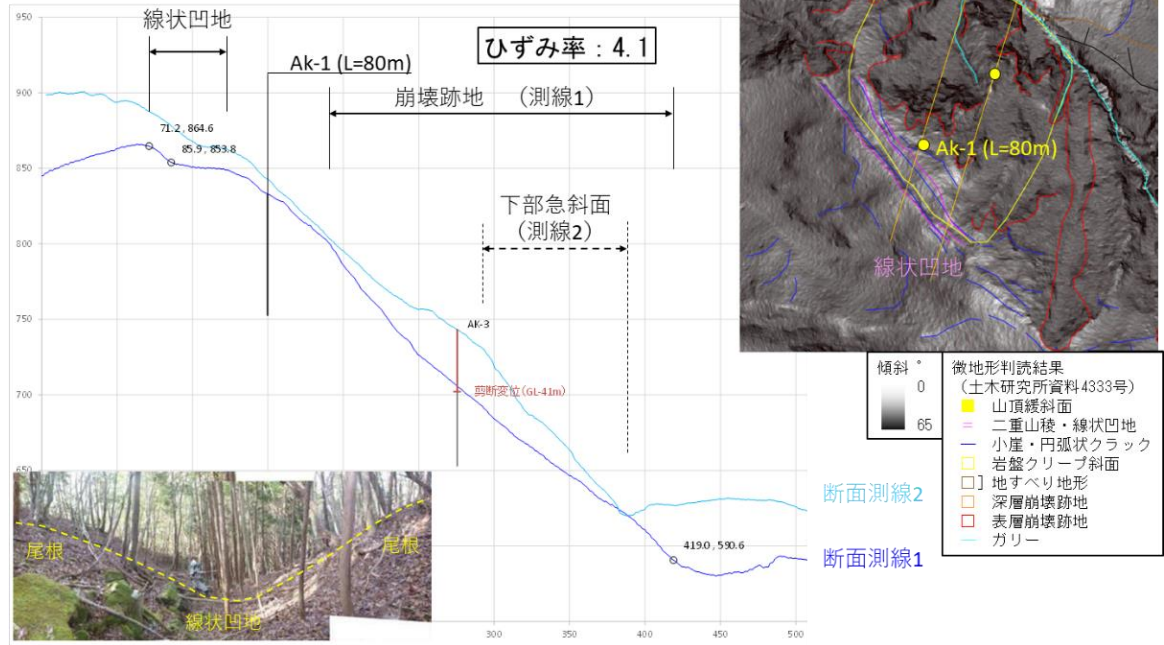 950
900
850
800
750
700
650
300
350
400
450
500
線状凹地
Ak-1 (L=80m)
ひずみ率：4.1
崩壊跡地　（測線1）
71.2 , 864.6
85.9 , 853.8
下部急斜面
（測線2）
AK-3
剪断変位(GL-41m)
断面測線2
断面測線1
419.0 , 590.6
尾根
尾根
線状凹地
Ak-1 (L=80m)
線状凹地
傾斜 °
0
65
微地形判読結果
（土木研究所資料4333号）
山頂緩斜面
二重山稜・線状凹地
小崖・円弧状クラック
岩盤クリープ斜面
地すべり地形
深層崩壊跡地
表層崩壊跡地
ガリー